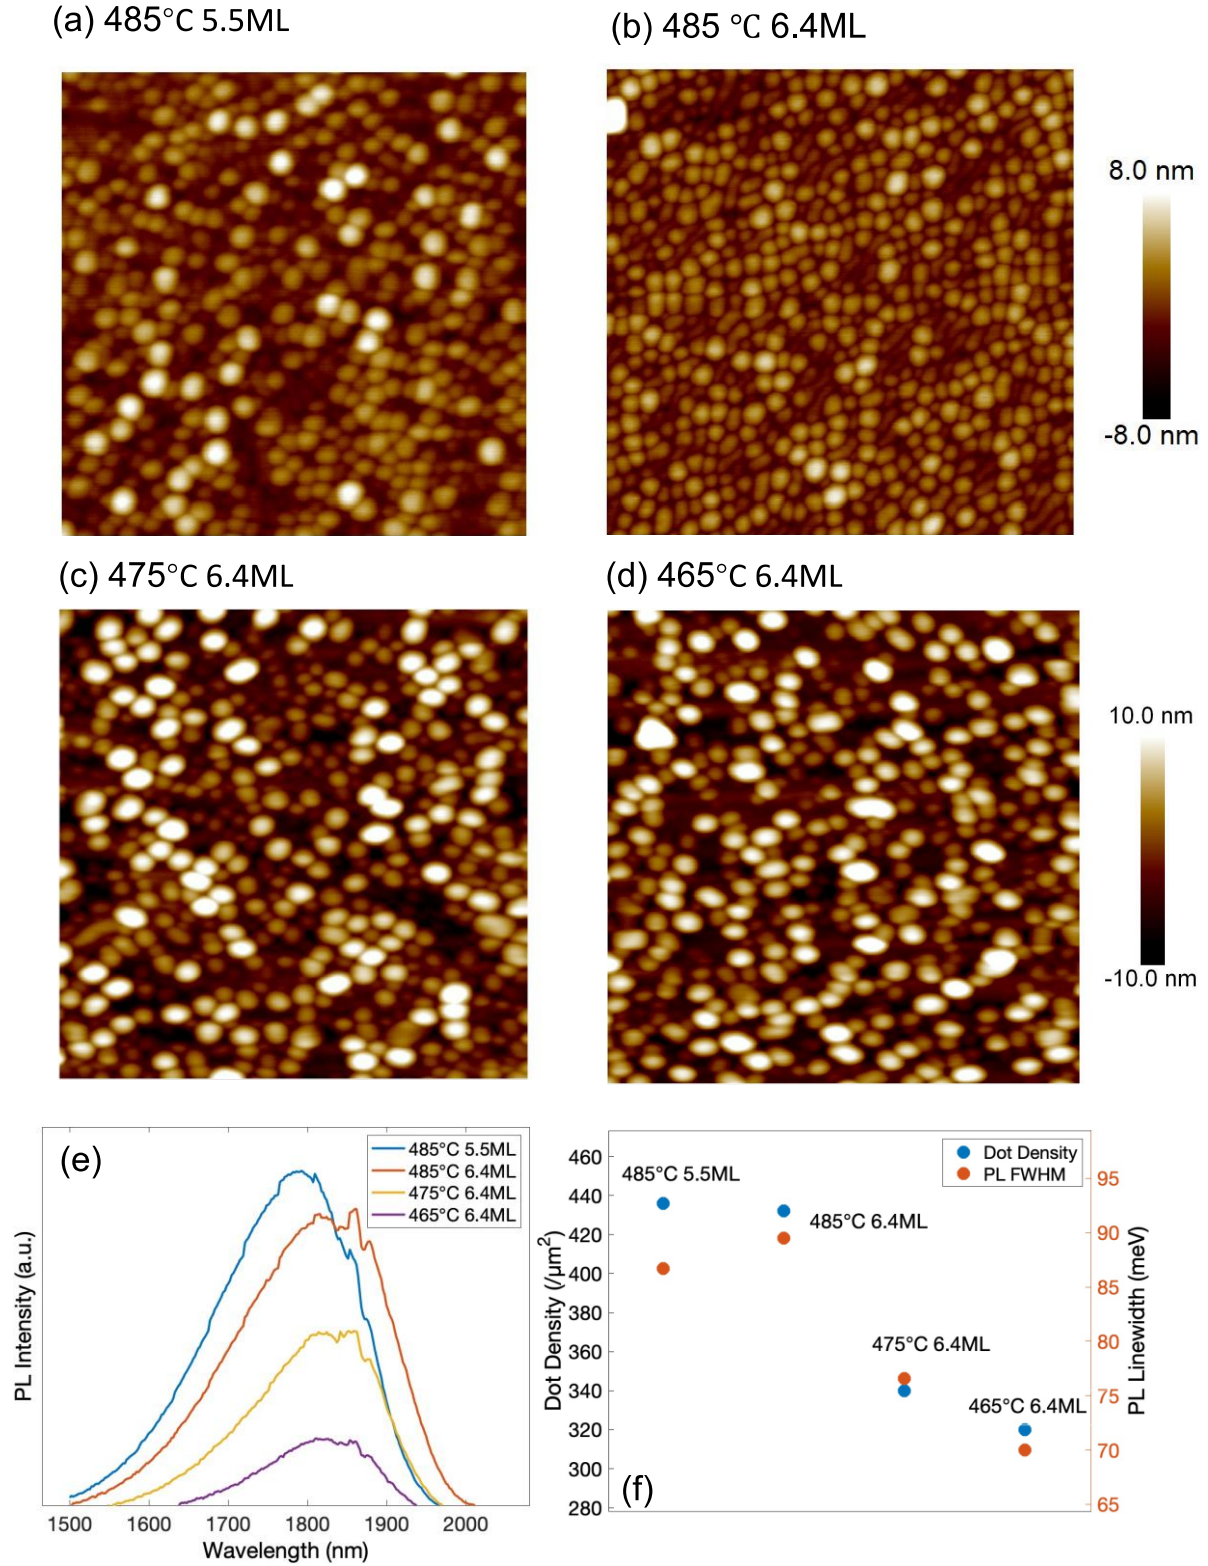 (a) 485°C 5.5ML
(b) 485 °C 6.4ML
8.0 nm
-8.0 nm
(c) 475°C 6.4ML
(d) 465°C 6.4ML
10.0 nm
-10.0 nm
(e)
485°C 5.5ML
485°C 6.4ML
475°C 6.4ML
465°C 6.4ML
PL Intensity (a.u.)
1500 1600 1700 1800 1900 2000
Wavelength (nm)
Dot Density
PL FWHM
485°C 5.5ML
485°C 6.4ML
475°C 6.4ML
465°C 6.4ML
(f)
Dot Density (/μm²)
460
440
420
400
380
360
340
320
300
280
95
90
85
80
75
70
65
PL Linewidth (meV)